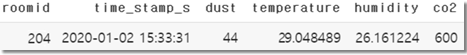 roomid time_stamp_s dust temperature humidity co2
204 2020-01-02 15:33:31 44 29.048489 26.161224 600